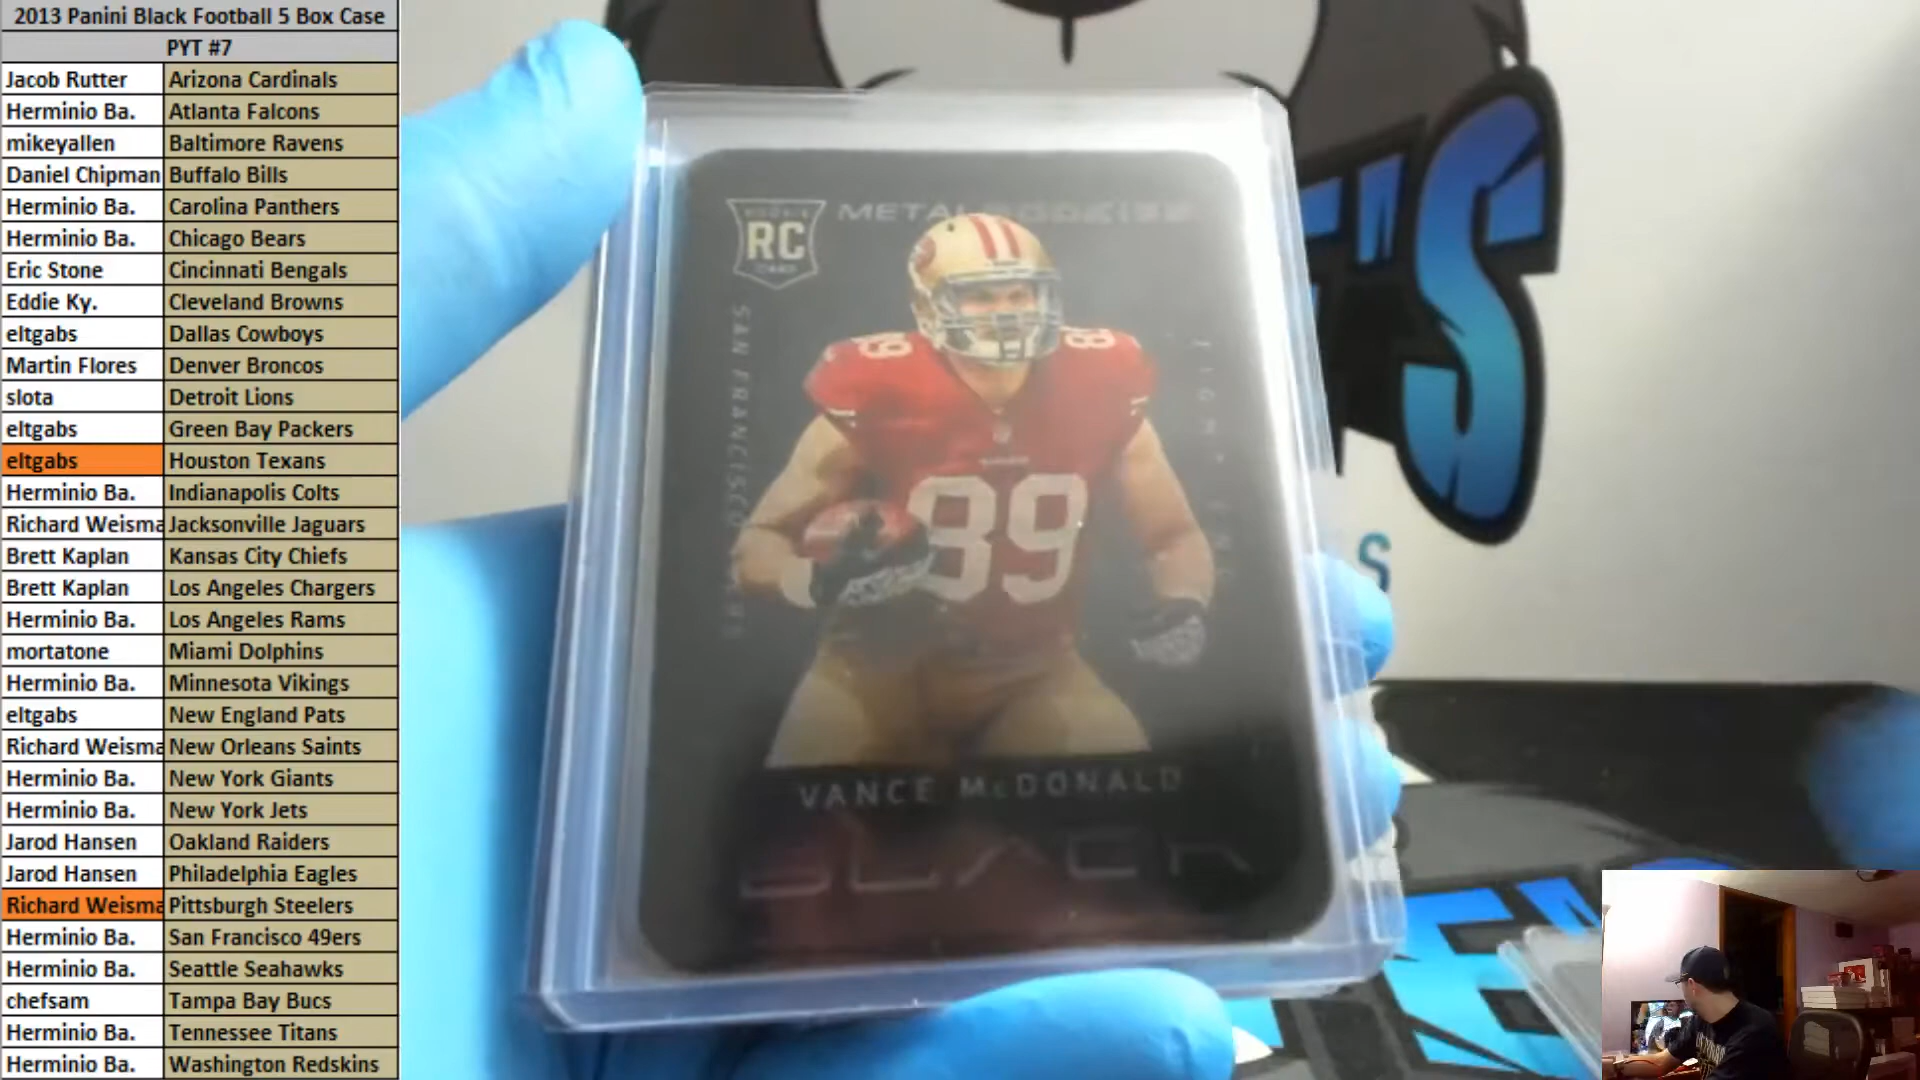 2013 Panini Black Football 5 Box Case
PYT #7
Jacob Rutter Arizona Cardinals
Herminio Ba. Atlanta Falcons
mikeyallen Baltimore Ravens
Daniel Chipman Buffalo Bills
Herminio Ba. Carolina Panthers
Herminio Ba. Chicago Bears
Eric Stone Cincinnati Bengals
Eddie Ky. Cleveland Browns
eltgabs Dallas Cowboys
Martin Flores Denver Broncos
slota Detroit Lions
eltgabs Green Bay Packers
eltgabs Houston Texans
Herminio Ba. Indianapolis Colts
Richard Weisma Jacksonville Jaguars
Brett Kaplan Kansas City Chiefs
Brett Kaplan Los Angeles Chargers
Herminio Ba. Los Angeles Rams
mortatone Miami Dolphins
Herminio Ba. Minnesota Vikings
eltgabs New England Pats
Richard Weisma New Orleans Saints
Herminio Ba. New York Giants
Herminio Ba. New York Jets
Jarod Hansen Oakland Raiders
Jarod Hansen Philadelphia Eagles
Richard Weisma Pittsburgh Steelers
Herminio Ba. San Francisco 49ers
Herminio Ba. Seattle Seahawks
chefsam Tampa Bay Bucs
Herminio Ba. Tennessee Titans
Herminio Ba. Washington Redskins
RC
METAL ROOKIES
SAN FRANCISCO
89 89
89
VANCE McDONALD
BLACK